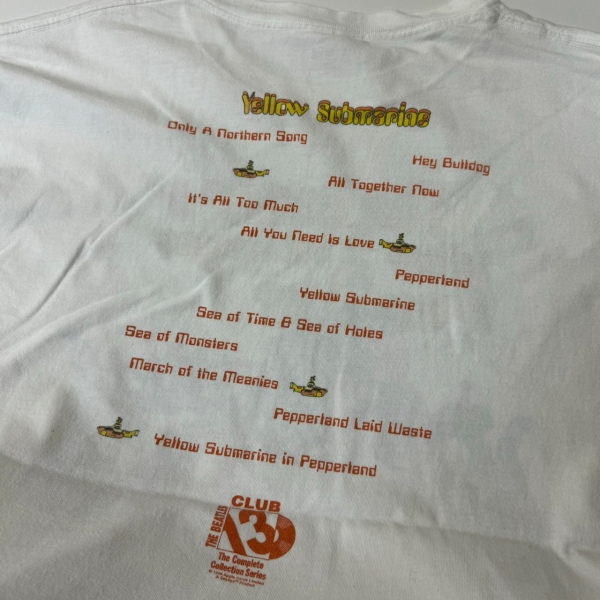 Yellow Submarine
Only A Northern Song
Hey Bulldog
All Together Now
It's All Too Much
All You Need Is Love
Pepperland
Yellow Submarine
Sea of Time & Sea of Holes
Sea of Monsters
March of the Meanies
Pepperland Laid Waste
Yellow Submarine in Pepperland
THE BEATLES
CLUB
13
The Complete
Collection Series